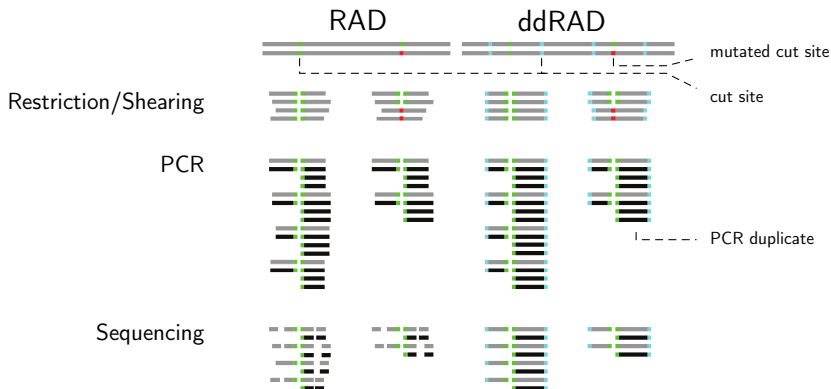 RAD
ddRAD
mutated cut site
cut site
Restriction/Shearing
PCR
PCR duplicate
Sequencing